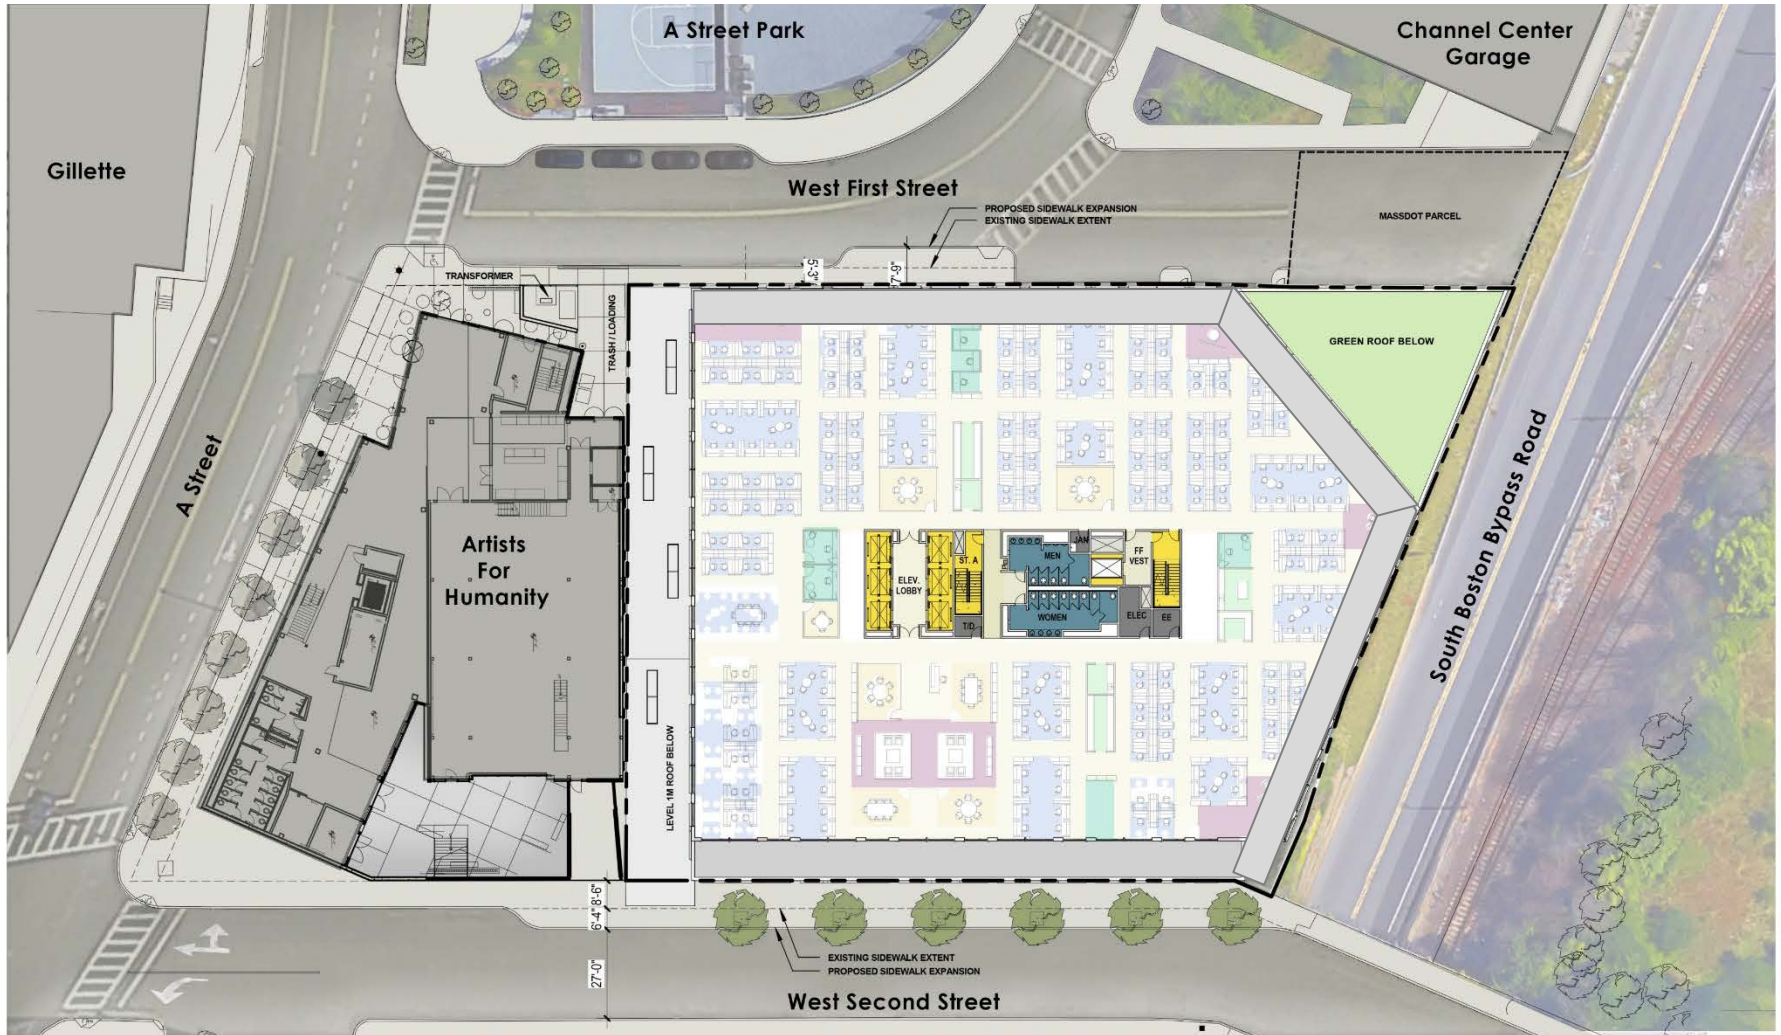 A Street Park
Channel Center
Garage
Gillette
West First Street
PROPOSED SIDEWALK EXPANSION
EXISTING SIDEWALK EXTENT
MASSDOT PARCEL
TRANSFORMER
5'-3"
7'-6"
TRASH / LOADING
GREEN ROOF BELOW
A Street
South Boston Bypass Road
Artists
For
Humanity
ELEV.
LOBBY
ST. A
T/D
MEN
JAN
FF
VEST
WOMEN
ELEC
EE
LEVEL 1M ROOF BELOW
8'-6"
6'-4"
27'-0"
EXISTING SIDEWALK EXTENT
PROPOSED SIDEWALK EXPANSION
West Second Street